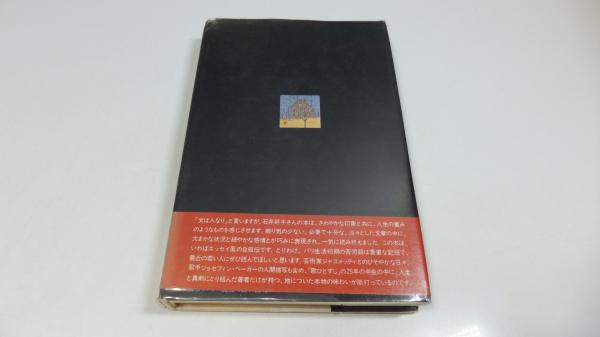 「文は人なり」と言いますが、石井好子さんの本は、さわやかな印象と共に、人生の重み
のようなものを感じさせます。飾り気の少ない、必要で十分な、淡々とした文章の中に、
大まかな状況と細やかな感情とが巧みに表現され、一気に読み終えました。この本は、
いわばエッセイ風の自叙伝です。とりわけ、パリ生活初期の苦労話は貴重な記録で、
最近の若い人にぜひ読んでほしいと思います。芸術家ジャコメッティとのひそやかな日々、
歌手ジョセフィン・ベーカーの人間描写も含め、「歌ひとすじ」の25年の半生の中に、人生
と真剣にとり組んだ著者だけが持つ、地についた本物の味わいが脈打っているのです。